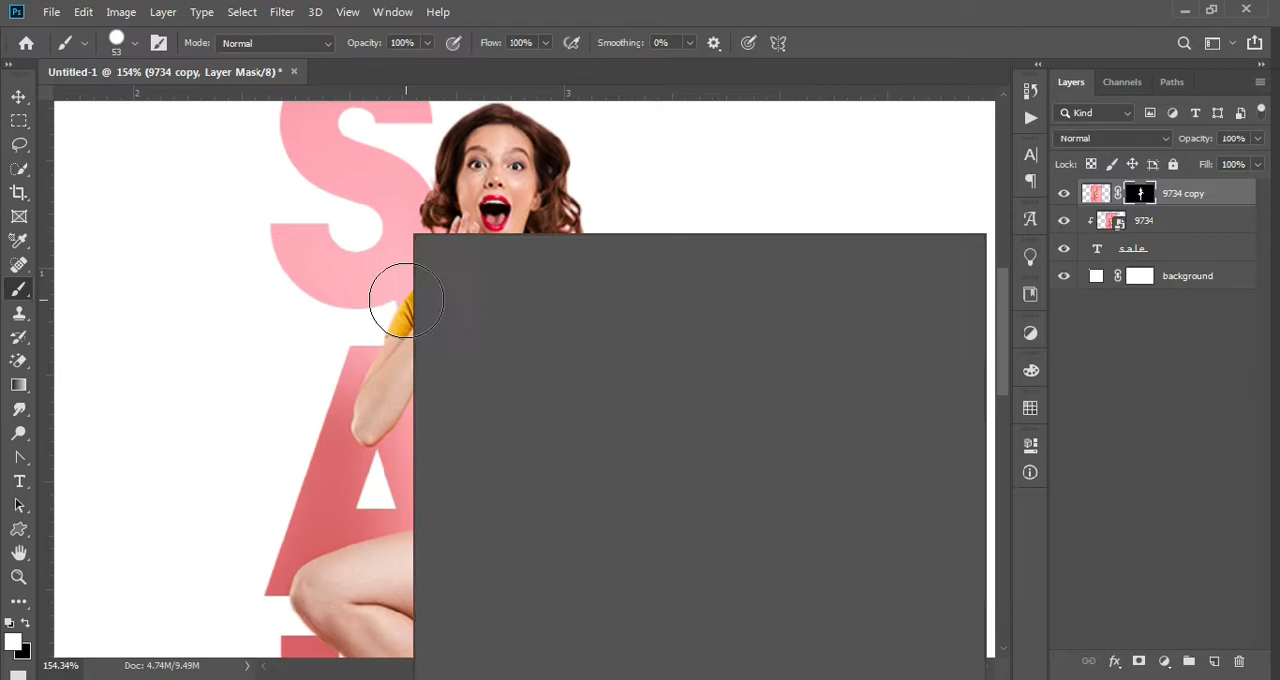 Ps File Edit Image Layer Type Select Filter 3D View Window Help
53 Mode: Normal Opacity: 100% Flow: 100% Smoothing: 0%
Untitled-1 @ 154% (9734 copy, Layer Mask/8) * ×
2 3
1
S
A
Layers Channels Paths
Kind
Normal Opacity: 100%
Lock: Fill: 100%
9734 copy
9734
T sale
background
154.34% Doc: 4.74M/9.49M